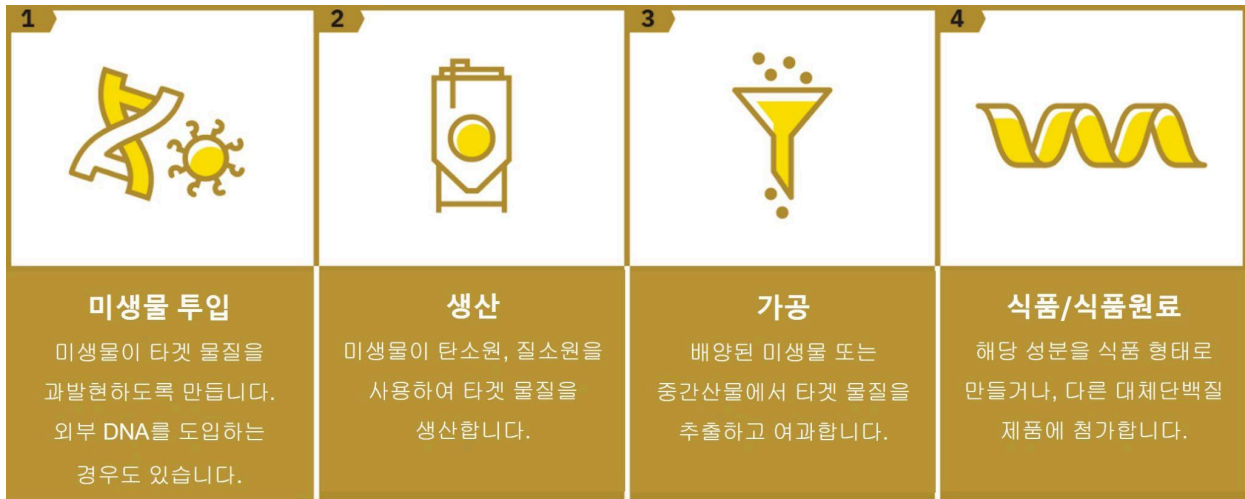 1
미생물 투입
미생물이 타겟 물질을
과발현하도록 만듭니다.
외부 DNA를 도입하는
경우도 있습니다.
2
생산
미생물이 탄소원, 질소원을
사용하여 타겟 물질을
생산합니다.
3
가공
배양된 미생물 또는
중간산물에서 타겟 물질을
추출하고 여과합니다.
4
식품/식품원료
해당 성분을 식품 형태로
만들거나, 다른 대체단백질
제품에 첨가합니다.